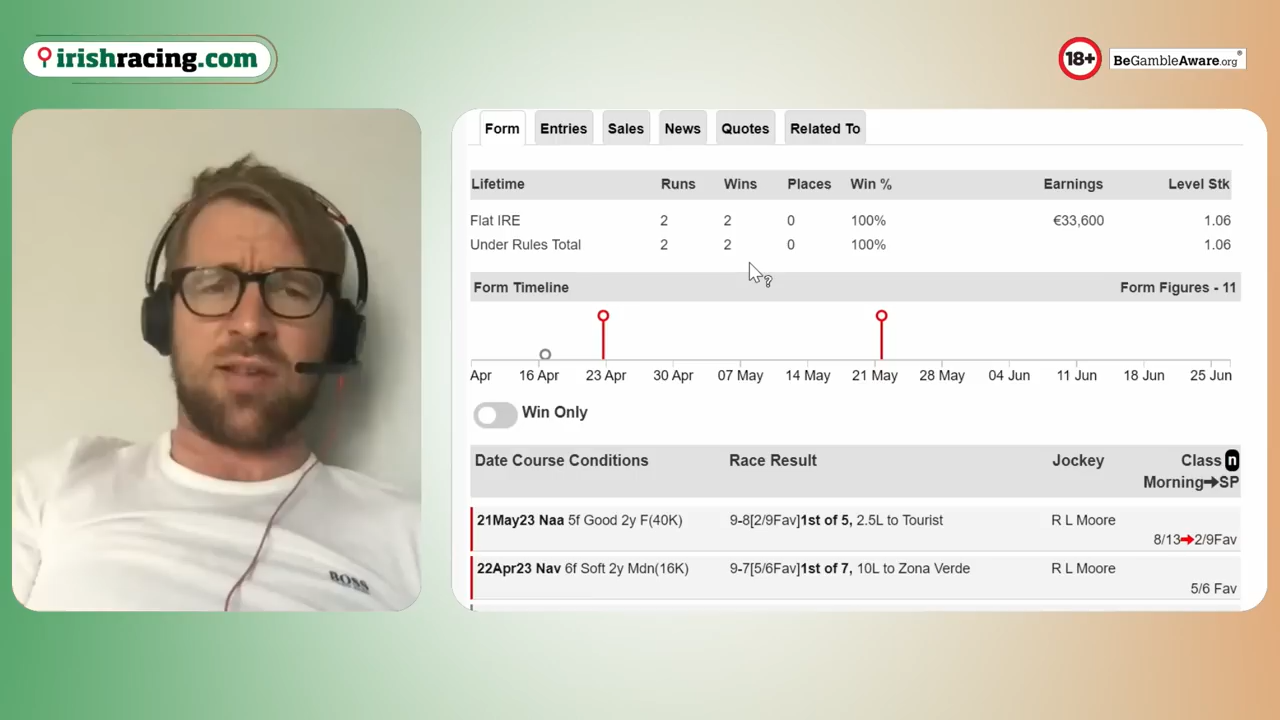 irishracing.com
18+
BeGambleAware.org®
Form Entries Sales News Quotes Related To
Lifetime Runs Wins Places Win % Earnings Level Stk
Flat IRE 2 2 0 100% €33,600 1.06
Under Rules Total 2 2 0 100% 1.06
Form Timeline Form Figures - 11
Apr 16 Apr 23 Apr 30 Apr 07 May 14 May 21 May 28 May 04 Jun 11 Jun 18 Jun 25 Jun
Win Only
Date Course Conditions Race Result Jockey Class n
Morning➔SP
21May23 Naa 5f Good 2y F(40K) 9-8[2/9Fav]1st of 5, 2.5L to Tourist R L Moore
8/13➔2/9Fav
22Apr23 Nav 6f Soft 2y Mdn(16K) 9-7[5/6Fav]1st of 7, 10L to Zona Verde R L Moore
5/6 Fav
BOSS